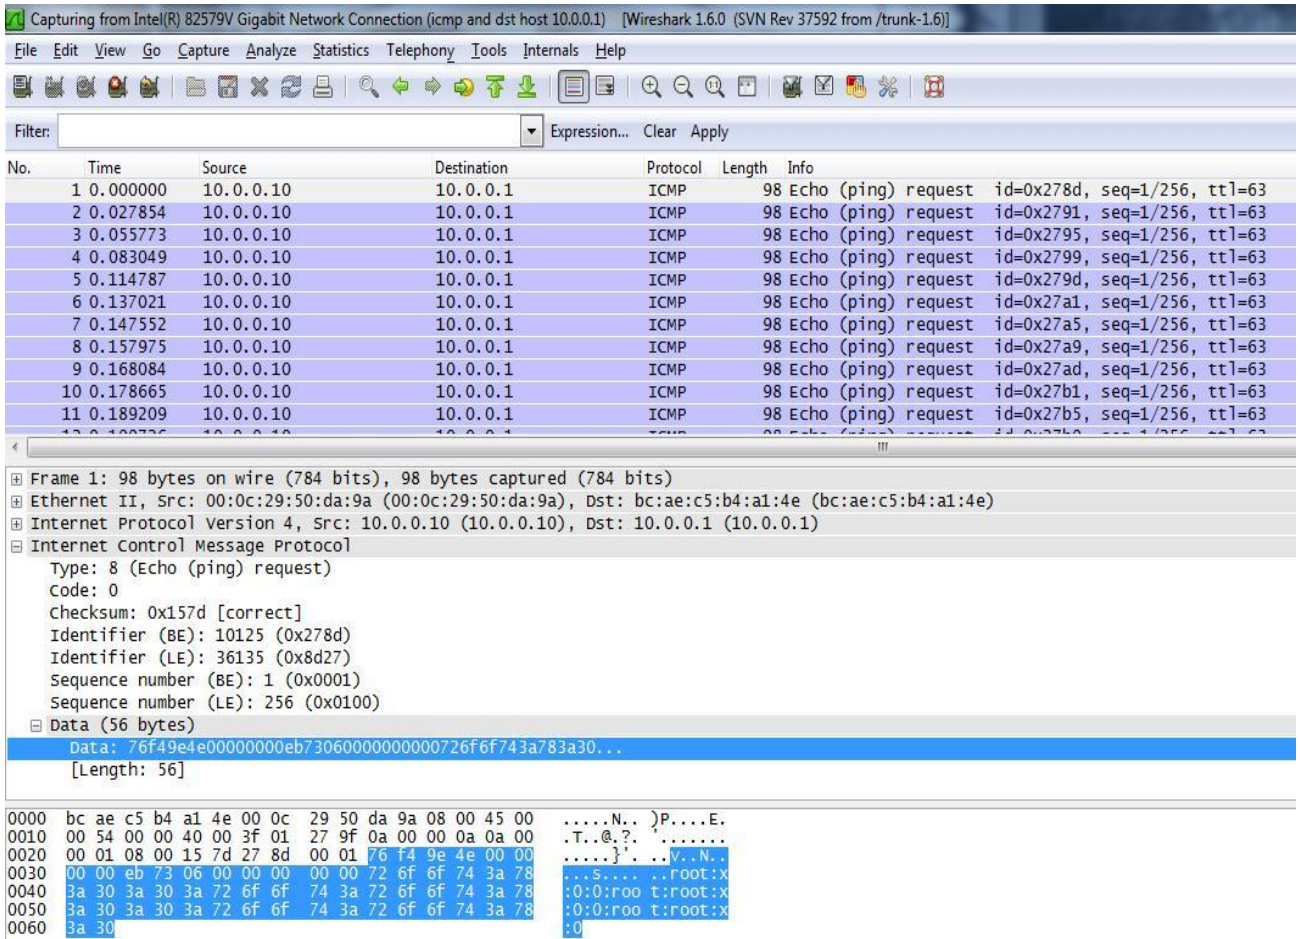 Capturing from Intel(R) 82579V Gigabit Network Connection (icmp and dst host 10.0.0.1) [Wireshark 1.6.0 (SVN Rev 37592 from /trunk-1.6)]
File Edit View Go Capture Analyze Statistics Telephony Tools Internals Help
Filter: Expression... Clear Apply
No. Time Source Destination Protocol Length Info
1 0.000000 10.0.0.10 10.0.0.1 ICMP 98 Echo (ping) request id=0x278d, seq=1/256, ttl=63
2 0.027854 10.0.0.10 10.0.0.1 ICMP 98 Echo (ping) request id=0x2791, seq=1/256, ttl=63
3 0.055773 10.0.0.10 10.0.0.1 ICMP 98 Echo (ping) request id=0x2795, seq=1/256, ttl=63
4 0.083049 10.0.0.10 10.0.0.1 ICMP 98 Echo (ping) request id=0x2799, seq=1/256, ttl=63
5 0.114787 10.0.0.10 10.0.0.1 ICMP 98 Echo (ping) request id=0x279d, seq=1/256, ttl=63
6 0.137021 10.0.0.10 10.0.0.1 ICMP 98 Echo (ping) request id=0x27a1, seq=1/256, ttl=63
7 0.147552 10.0.0.10 10.0.0.1 ICMP 98 Echo (ping) request id=0x27a5, seq=1/256, ttl=63
8 0.157975 10.0.0.10 10.0.0.1 ICMP 98 Echo (ping) request id=0x27a9, seq=1/256, ttl=63
9 0.168084 10.0.0.10 10.0.0.1 ICMP 98 Echo (ping) request id=0x27ad, seq=1/256, ttl=63
10 0.178665 10.0.0.10 10.0.0.1 ICMP 98 Echo (ping) request id=0x27b1, seq=1/256, ttl=63
11 0.189209 10.0.0.10 10.0.0.1 ICMP 98 Echo (ping) request id=0x27b5, seq=1/256, ttl=63
Frame 1: 98 bytes on wire (784 bits), 98 bytes captured (784 bits)
Ethernet II, Src: 00:0c:29:50:da:9a (00:0c:29:50:da:9a), Dst: bc:ae:c5:b4:a1:4e (bc:ae:c5:b4:a1:4e)
Internet Protocol Version 4, Src: 10.0.0.10 (10.0.0.10), Dst: 10.0.0.1 (10.0.0.1)
Internet Control Message Protocol
Type: 8 (Echo (ping) request)
Code: 0
Checksum: 0x157d [correct]
Identifier (BE): 10125 (0x278d)
Identifier (LE): 36135 (0x8d27)
Sequence number (BE): 1 (0x0001)
Sequence number (LE): 256 (0x0100)
Data (56 bytes)
Data: 76f49e4e00000000eb73060000000000726f6f743a783a30...
[Length: 56]
0000 bc ae c5 b4 a1 4e 00 0c 29 50 da 9a 08 00 45 00 .....N.. )P....E.
0010 00 54 00 00 40 00 3f 01 27 9f 0a 00 00 0a 0a 00 .T..@.?. '.......
0020 00 01 08 00 15 7d 27 8d 00 01 76 f4 9e 4e 00 00 .....}'. ..v..N..
0030 00 00 eb 73 06 00 00 00 00 00 72 6f 6f 74 3a 78 ...s.... ..root:x
0040 3a 30 3a 30 3a 72 6f 6f 74 3a 72 6f 6f 74 3a 78 :0:0:roo t:root:x
0050 3a 30 3a 30 3a 72 6f 6f 74 3a 72 6f 6f 74 3a 78 :0:0:roo t:root:x
0060 3a 30 :0